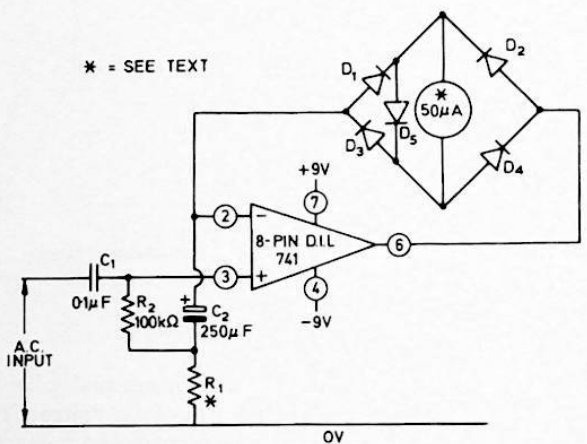 * = SEE TEXT
D1
D2
*
50μA
D3
D5
D4
+9V
7
2
-
8-PIN D.I.L
741
6
3
+
4
-9V
C1
0·1μF
R2
100kΩ
+
C2
250μF
A.C.
INPUT
R1
*
0V